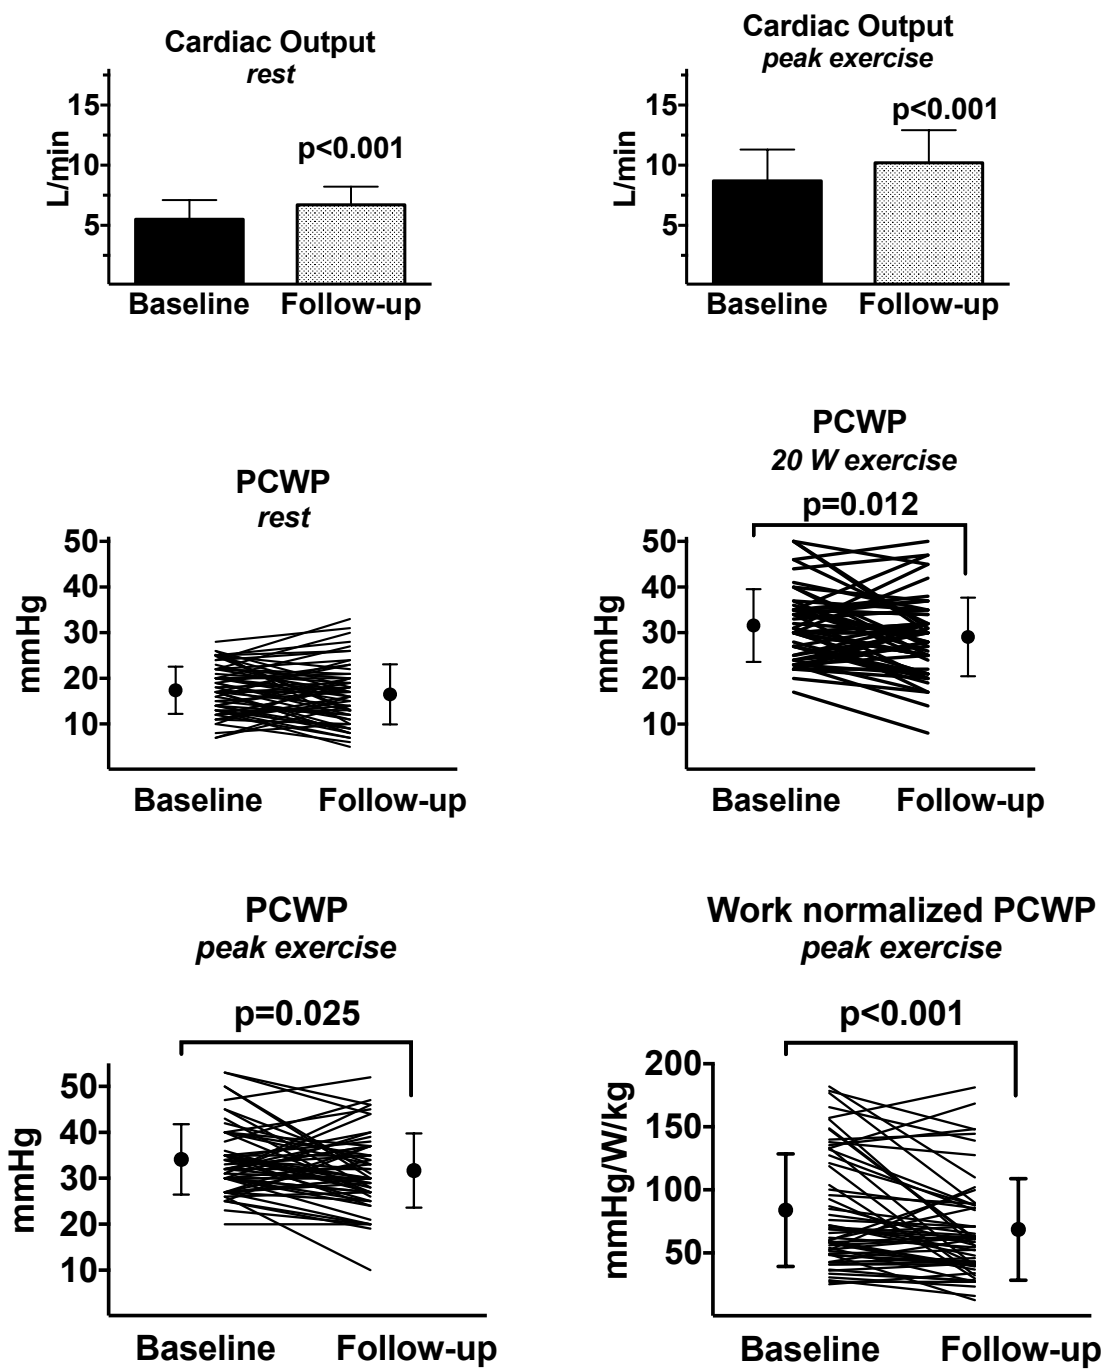 Cardiac Output
rest
L/min
15
10
5
p<0.001
Baseline
Follow-up
Cardiac Output
peak exercise
L/min
15
10
5
p<0.001
Baseline
Follow-up
PCWP
rest
mmHg
50
40
30
20
10
Baseline
Follow-up
PCWP
20 W exercise
p=0.012
mmHg
50
40
30
20
10
Baseline
Follow-up
PCWP
peak exercise
p=0.025
mmHg
50
40
30
20
10
Baseline
Follow-up
Work normalized PCWP
peak exercise
p<0.001
mmHg/W/kg
200
150
100
50
Baseline
Follow-up